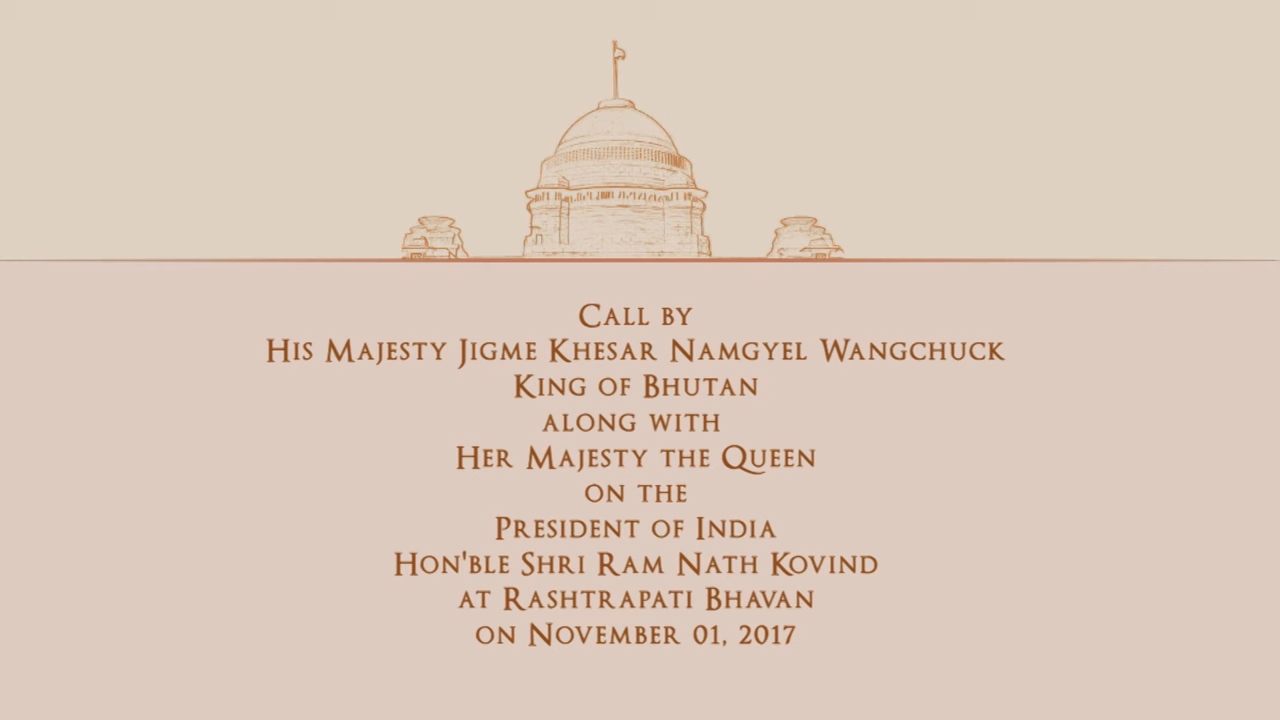 Call by
His Majesty Jigme Khesar Namgyel Wangchuck
King of Bhutan
along with
Her Majesty the Queen
on the
President of India
Hon'ble Shri Ram Nath Kovind
at Rashtrapati Bhavan
on November 01, 2017